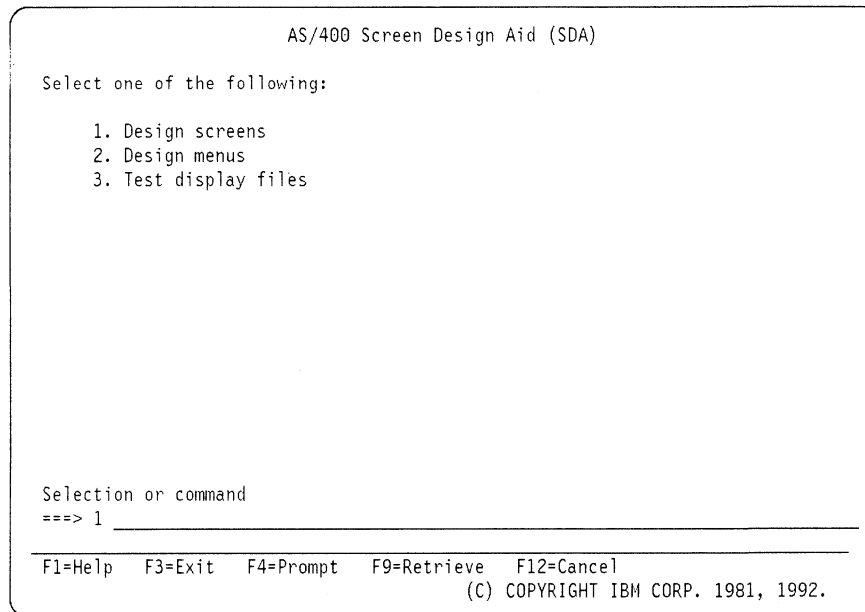 AS/400 Screen Design Aid (SDA)
Select one of the following:
1. Design screens
2. Design menus
3. Test display files
Selection or command
===> 1
F1=Help F3=Exit F4=Prompt F9=Retrieve F12=Cancel
(C) COPYRIGHT IBM CORP. 1981, 1992.